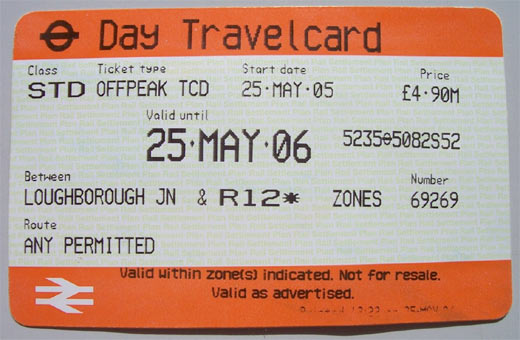 Day Travelcard
Class Ticket type Start date Price
STD OFFPEAK TCD 25·MAY·05 £4·90M
Valid until
25·MAY·06 5235⊖5082S52
Between Number
LOUGHBOROUGH JN & R12* ZONES 69269
Route
ANY PERMITTED
Valid within zone(s) indicated. Not for resale.
Valid as advertised.